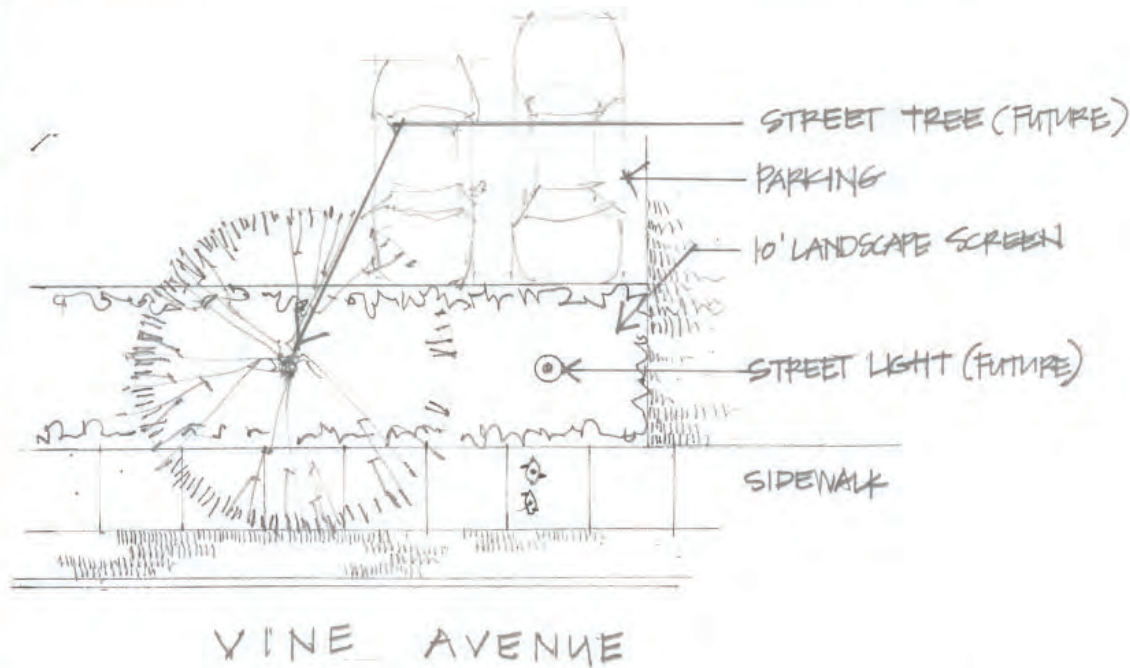 STREET TREE (FUTURE)
PARKING
10' LANDSCAPE SCREEN
STREET LIGHT (FUTURE)
SIDEWALK
VINE AVENUE